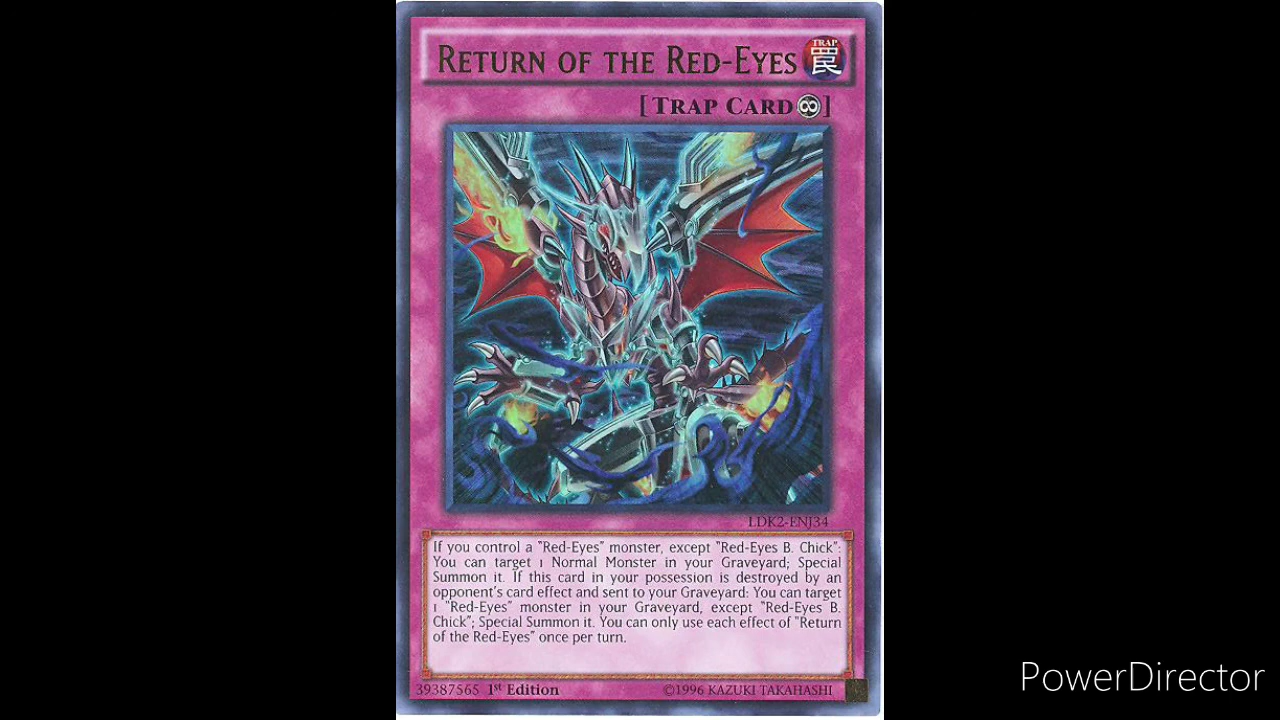 RETURN OF THE RED-EYES
TRAP
罠
[TRAP CARD∞]
LDK2-ENJ34
If you control a "Red-Eyes" monster, except "Red-Eyes B. Chick":
You can target 1 Normal Monster in your Graveyard; Special
Summon it. If this card in your possession is destroyed by an
opponent's card effect and sent to your Graveyard: You can target
1 "Red-Eyes" monster in your Graveyard, except "Red-Eyes B.
Chick"; Special Summon it. You can only use each effect of "Return
of the Red-Eyes" once per turn.
39387565 1st Edition ©1996 KAZUKI TAKAHASHI
PowerDirector